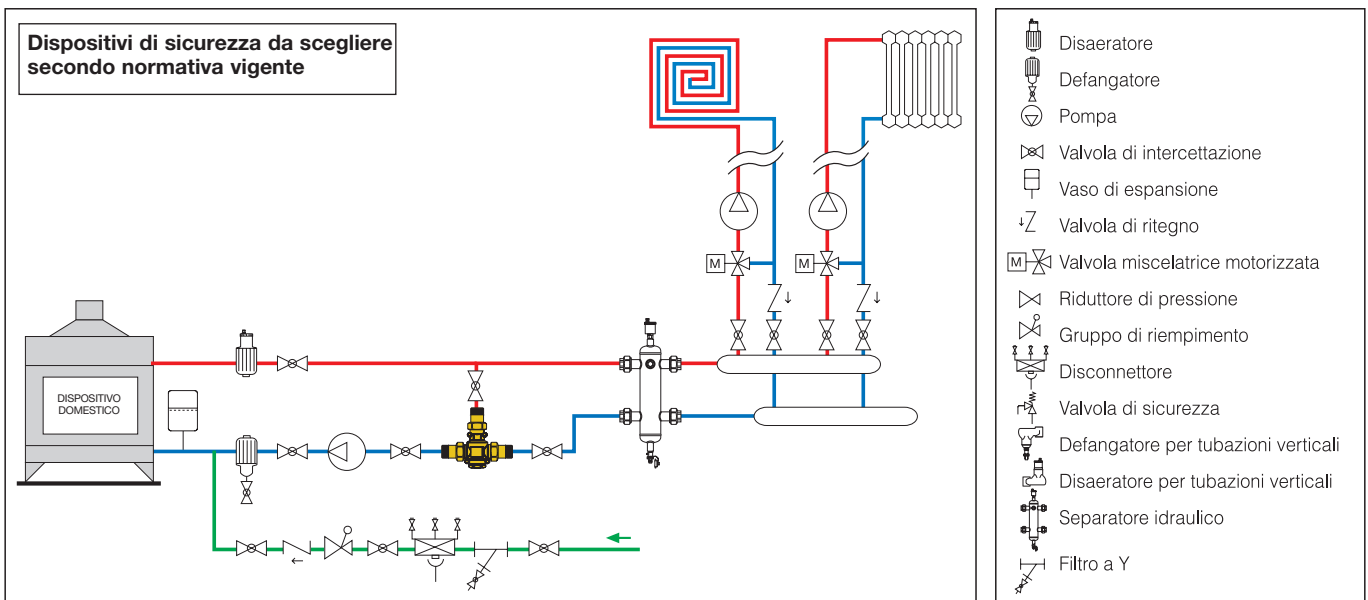 Dispositivi di sicurezza da scegliere
secondo normativa vigente
M
M
DISPOSITIVO
DOMESTICO
Disaeratore
Defangatore
Pompa
Valvola di intercettazione
Vaso di espansione
Valvola di ritegno
M
Valvola miscelatrice motorizzata
Riduttore di pressione
Gruppo di riempimento
Disconnettore
Valvola di sicurezza
Defangatore per tubazioni verticali
Disaeratore per tubazioni verticali
Separatore idraulico
Filtro a Y